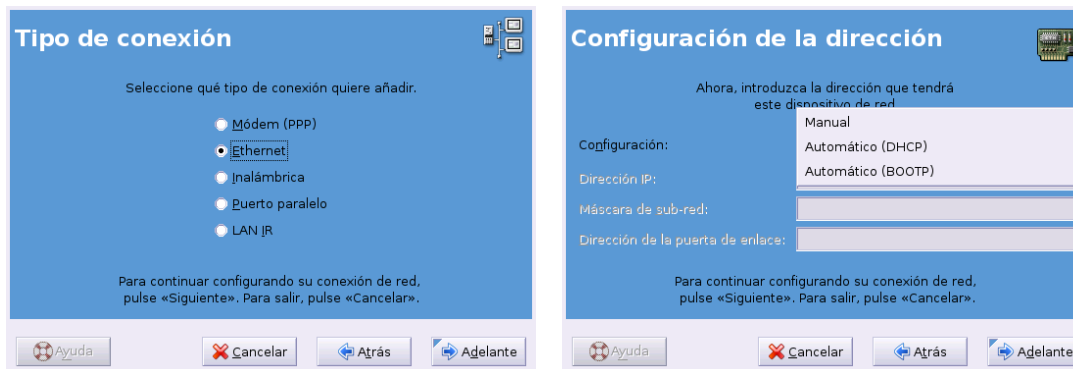 Tipo de conexión
Seleccione qué tipo de conexión quiere añadir.
Módem (PPP)
Ethernet
Inalámbrica
Puerto paralelo
LAN IR
Para continuar configurando su conexión de red,
pulse «Siguiente». Para salir, pulse «Cancelar».
Ayuda
Cancelar
Atrás
Adelante
Configuración de la dirección
Ahora, introduzca la dirección que tendrá
este dispositivo de red
Manual
Configuración:
Automático (DHCP)
Automático (BOOTP)
Dirección IP:
Máscara de sub-red:
Dirección de la puerta de enlace:
Para continuar configurando su conexión de red,
pulse «Siguiente». Para salir, pulse «Cancelar».
Ayuda
Cancelar
Atrás
Adelante